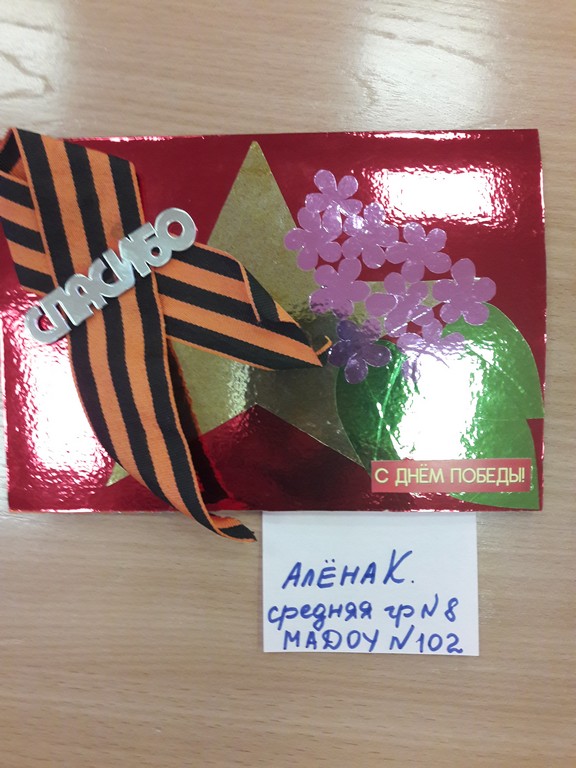 СПАСИБО
С ДНЁМ ПОБЕДЫ!
АЛЁНА К.
средняя гр N 8
МАДОУ N 102